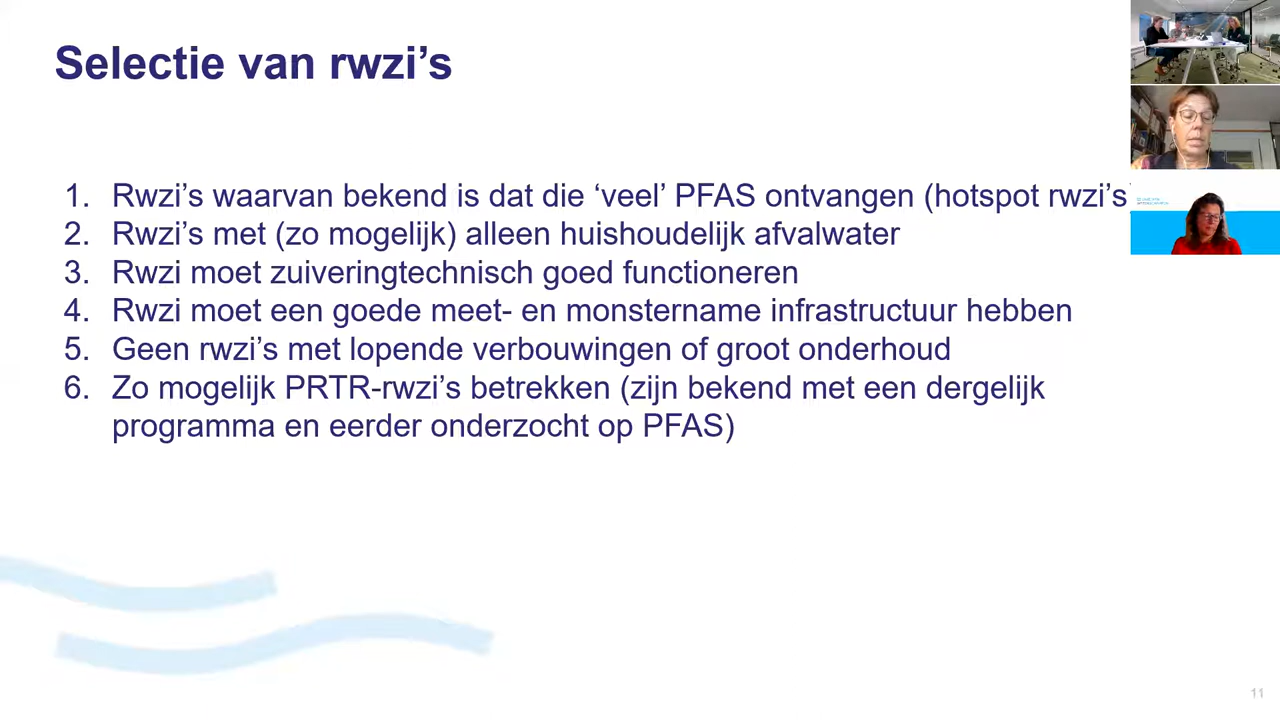 Selectie van rwzi’s
1. Rwzi’s waarvan bekend is dat die ‘veel’ PFAS ontvangen (hotspot rwzi’s
2. Rwzi’s met (zo mogelijk) alleen huishoudelijk afvalwater
3. Rwzi moet zuiveringtechnisch goed functioneren
4. Rwzi moet een goede meet- en monstername infrastructuur hebben
5. Geen rwzi’s met lopende verbouwingen of groot onderhoud
6. Zo mogelijk PRTR-rwzi’s betrekken (zijn bekend met een dergelijk
programma en eerder onderzocht op PFAS)
11